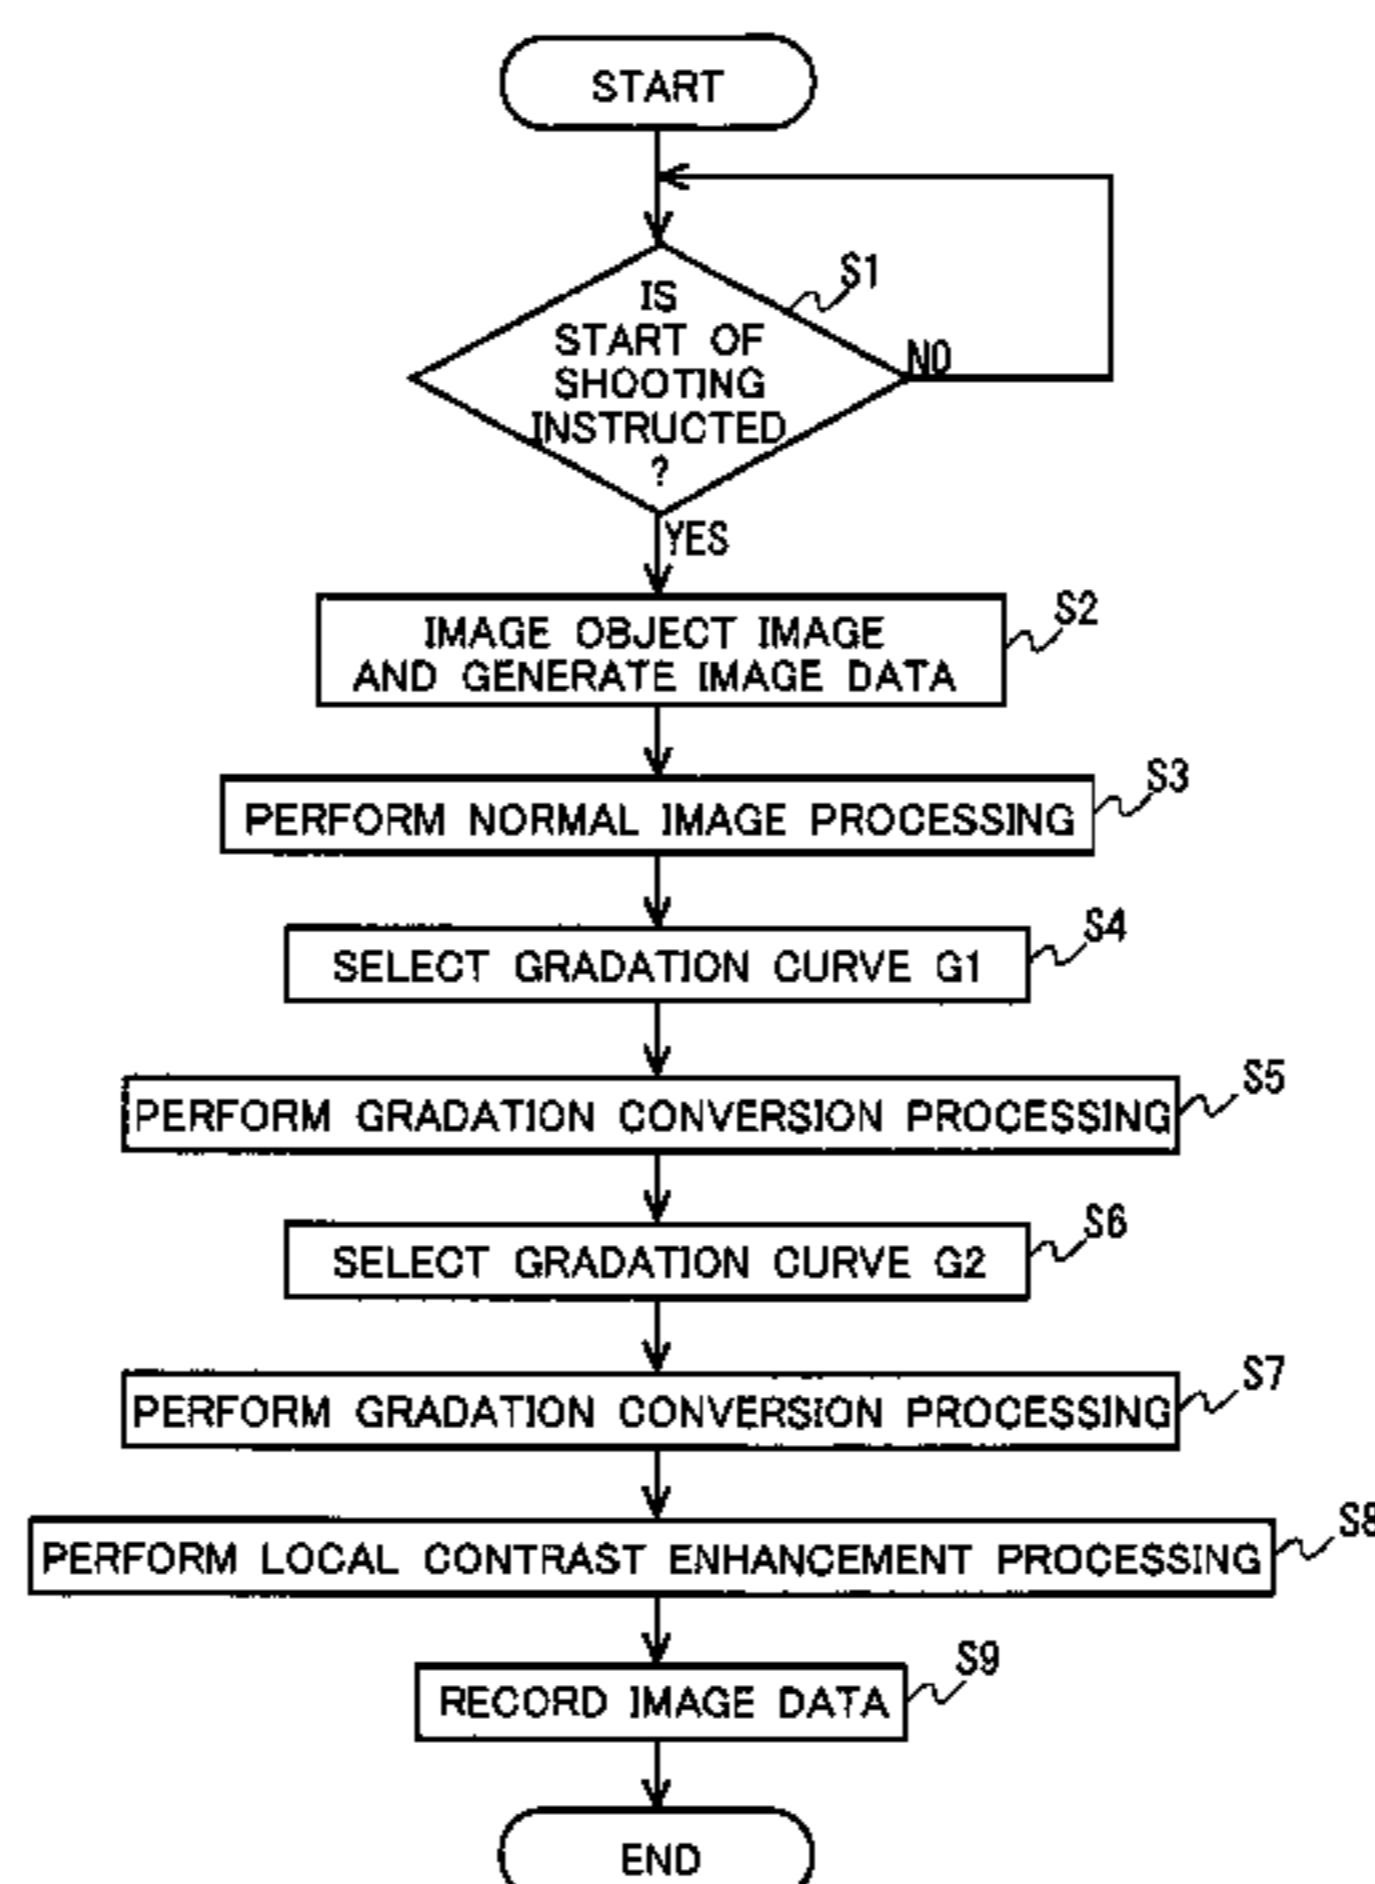 START
S1
IS
START OF
SHOOTING
INSTRUCTED
?
NO
YES
S2
IMAGE OBJECT IMAGE
AND GENERATE IMAGE DATA
S3
PERFORM NORMAL IMAGE PROCESSING
S4
SELECT GRADATION CURVE G1
S5
PERFORM GRADATION CONVERSION PROCESSING
S6
SELECT GRADATION CURVE G2
S7
PERFORM GRADATION CONVERSION PROCESSING
S8
PERFORM LOCAL CONTRAST ENHANCEMENT PROCESSING
S9
RECORD IMAGE DATA
END